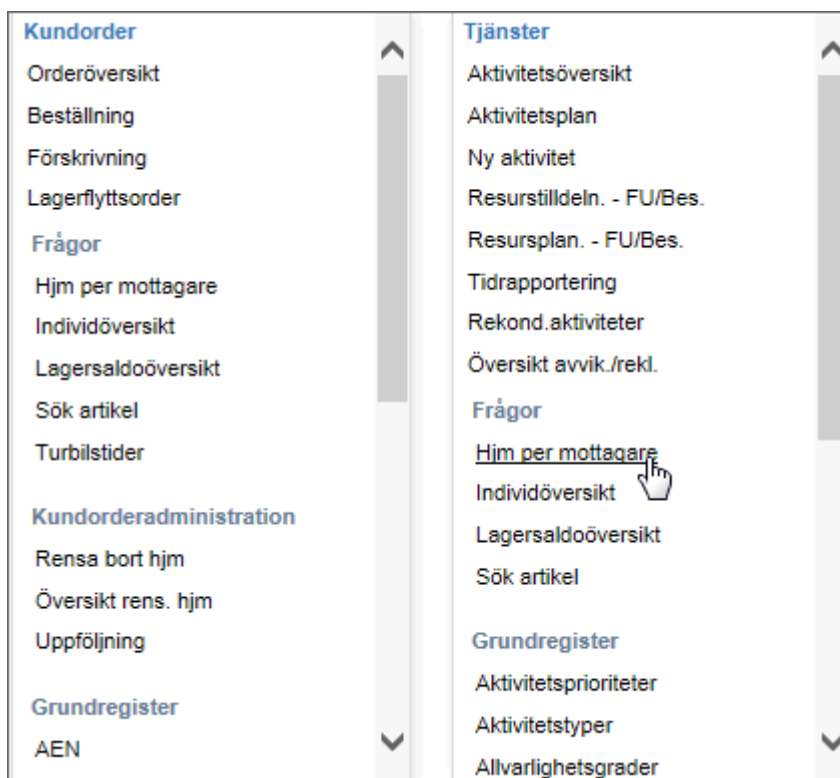 Kundorder
Orderöversikt
Beställning
Förskrivning
Lagerflyttsorder
Frågor
Hjm per mottagare
Individöversikt
Lagersaldoöversikt
Sök artikel
Turbilstider
Kundorderadministration
Rensa bort hjm
Översikt rens. hjm
Uppföljning
Grundregister
AEN
Tjänster
Aktivitetsöversikt
Aktivitetsplan
Ny aktivitet
Resurstilldeln. - FU/Bes.
Resursplan. - FU/Bes.
Tidrapportering
Rekond.aktiviteter
Översikt avvik./rekl.
Frågor
Hjm per mottagare
Individöversikt
Lagersaldoöversikt
Sök artikel
Grundregister
Aktivitetsprioriteter
Aktivitetstyper
Allvarlighetsgrader